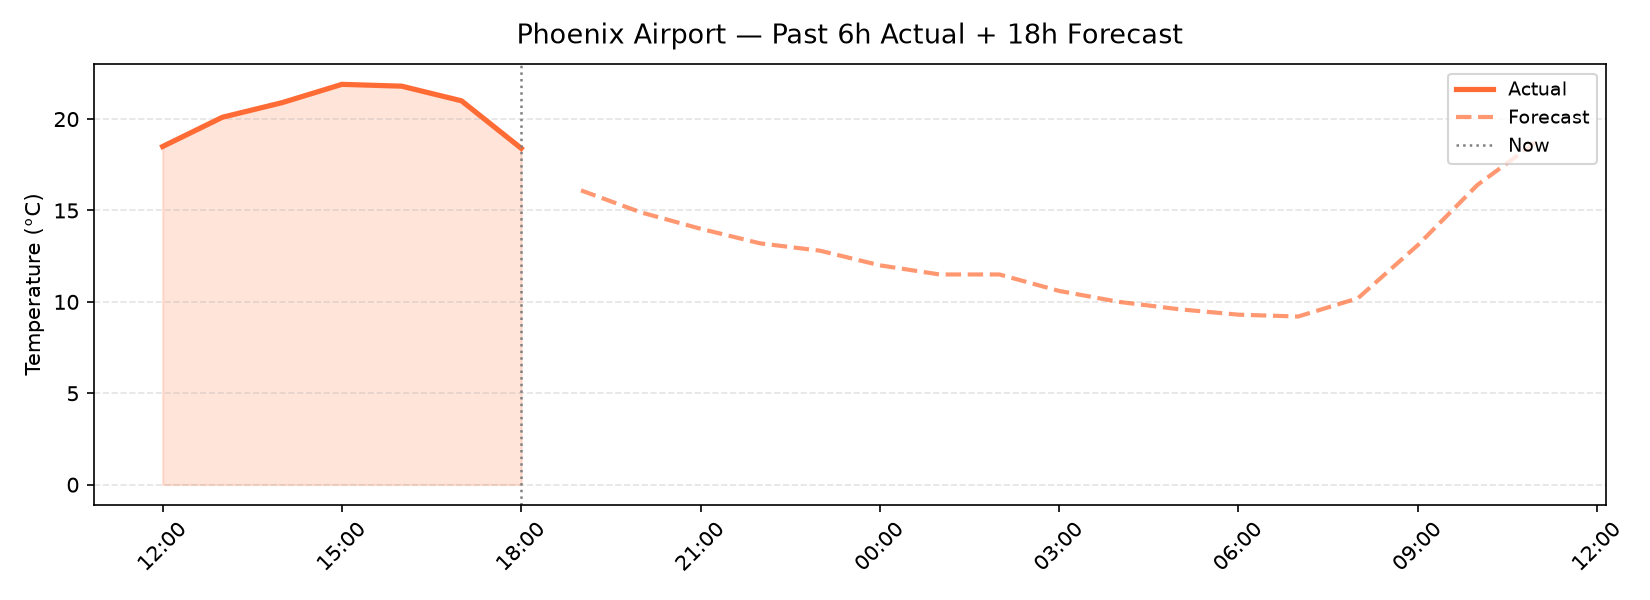 Phoenix Airport — Past 6h Actual + 18h Forecast
Actual
Forecast
Now
Temperature (°C)
20
15
10
5
0
12:00
15:00
18:00
21:00
00:00
03:00
06:00
09:00
12:00